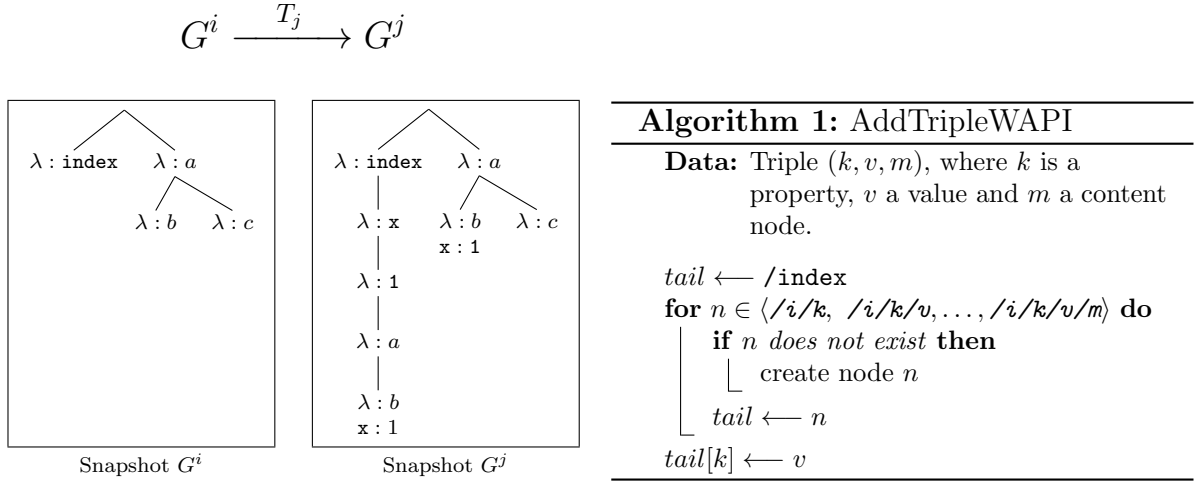 G^i —T_j→ G^j
λ : index λ : a
λ : b λ : c
Snapshot G^i
λ : index λ : a
λ : x λ : b λ : c
x : 1
λ : 1
λ : a
λ : b
x : 1
Snapshot G^j
Algorithm 1: AddTripleWAPI
Data: Triple (k, v, m), where k is a
property, v a value and m a content
node.
tail ⟵ /index
for n ∈ ⟨/i/k, /i/k/v,..., /i/k/v/m⟩ do
if n does not exist then
create node n
tail ⟵ n
tail[k] ⟵ v